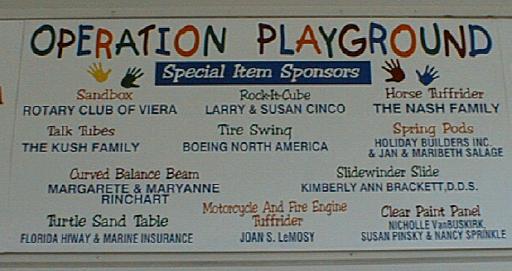 OPERATION PLAYGROUND
Special Item Sponsors
Sandbox
ROTARY CLUB OF VIERA
Rock-It-Cube
LARRY & SUSAN CINCO
Horse Tuffrider
THE NASH FAMILY
Talk Tubes
THE KUSH FAMILY
Tire Swing
BOEING NORTH AMERICA
Spring Pods
HOLIDAY BUILDERS INC.
& JAN & MARIBETH SALAGE
Curved Balance Beam
MARGARETE & MARYANNE
RINCHART
Slidewinder Slide
KIMBERLY ANN BRACKETT,D.D.S.
Turtle Sand Table
FLORIDA HIWAY & MARINE INSURANCE
Motorcycle And Fire Engine
Tuffrider
JOAN S. LeMOSY
Clear Paint Panel
NICHOLLE VanBUSKIRK,
SUSAN PINSKY & NANCY SPRINKLE